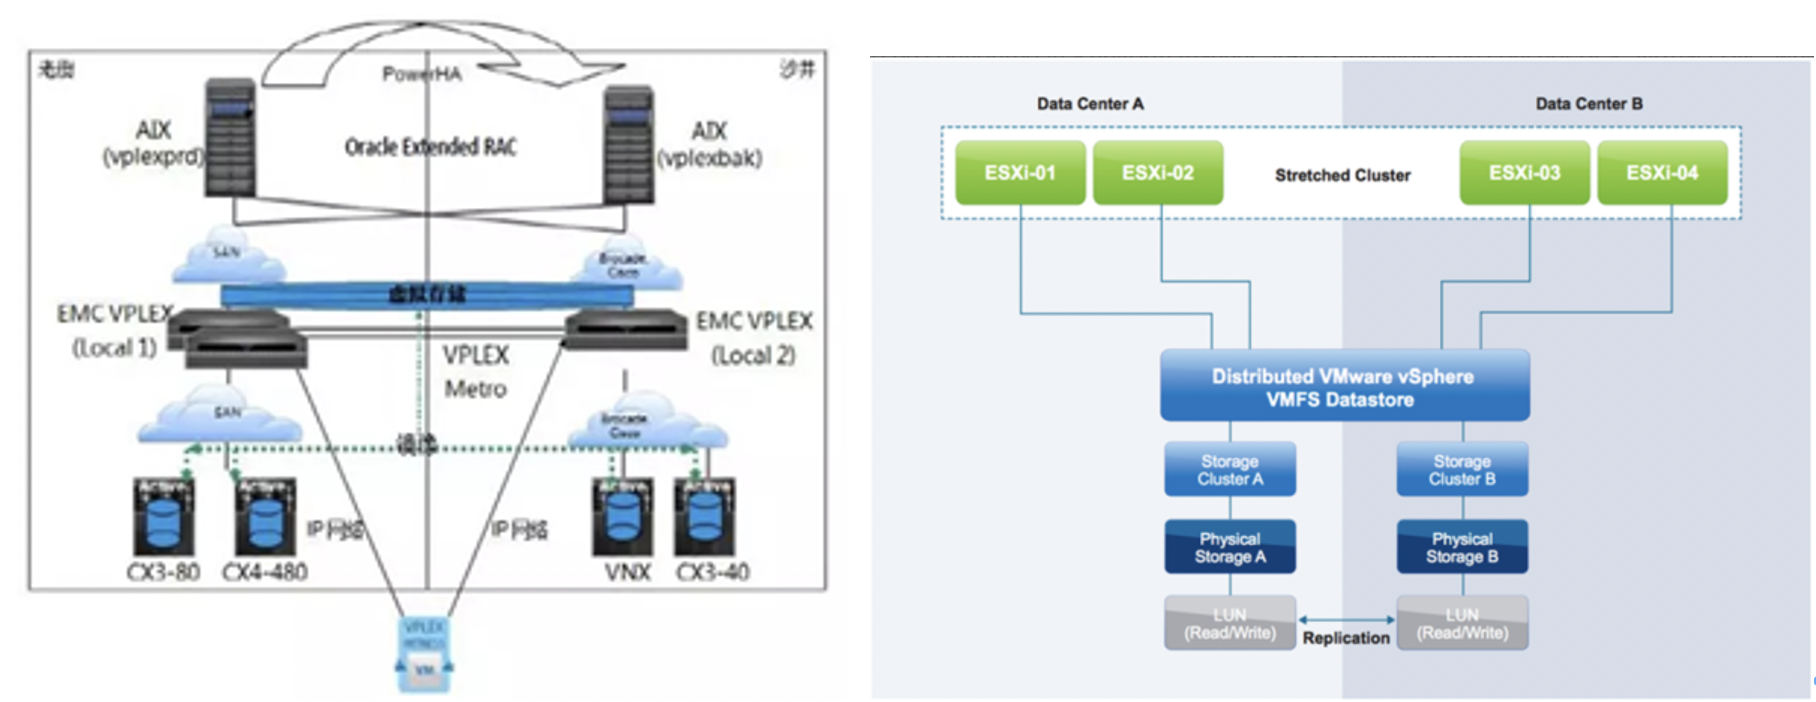 老街
沙井
PowerHA
AIX
(vplexprd)
Oracle Extended RAC
AIX
(vplexbak)
SAN
Brocade,
Cisco
虚拟存储
EMC VPLEX
(Local 1)
EMC VPLEX
(Local 2)
VPLEX
Metro
SAN
Brocade,
Cisco
镜像
Active
Active
Active
Active
IP网络
IP网络
CX3-80
CX4-480
VNX
CX3-40
VPLEX
WITNESS
VM
Data Center A
Data Center B
ESXi-01
ESXi-02
Stretched Cluster
ESXi-03
ESXi-04
Distributed VMware vSphere
VMFS Datastore
Storage
Cluster A
Storage
Cluster B
Physical
Storage A
Physical
Storage B
LUN
(Read/Write)
Replication
LUN
(Read/Write)